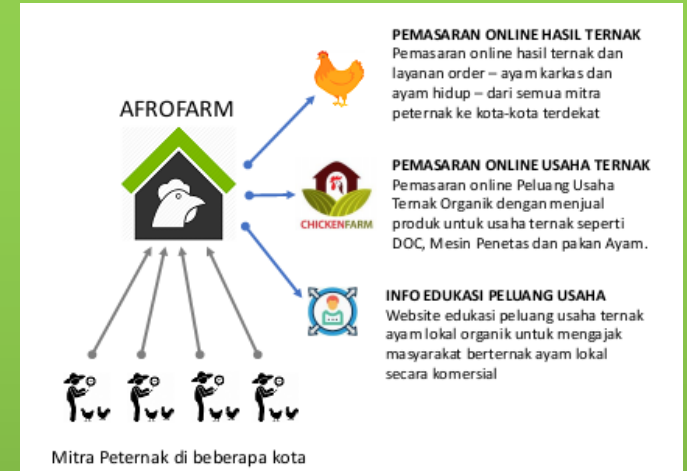 AFROFARM
PEMASARAN ONLINE HASIL TERNAK
Pemasaran online hasil ternak dan
layanan order – ayam karkas dan
ayam hidup – dari semua mitra
peternak ke kota-kota terdekat
CHICKENFARM
PEMASARAN ONLINE USAHA TERNAK
Pemasaran online Peluang Usaha
Ternak Organik dengan menjual
produk untuk usaha ternak seperti
DOC, Mesin Penetas dan pakan Ayam.
INFO EDUKASI PELUANG USAHA
Website edukasi peluang usaha ternak
ayam lokal organik untuk mengajak
masyarakat berternak ayam lokal
secara komersial
Mitra Peternak di beberapa kota